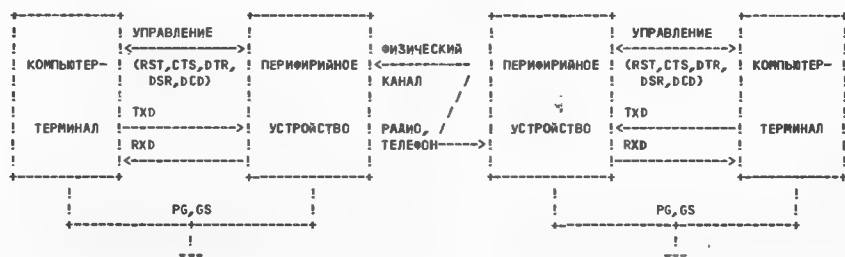 УПРАВЛЕНИЕ УПРАВЛЕНИЕ
КОМПЬЮТЕР- (RST,CTS,DTR, ПЕРИФИРИЙНОЕ ФИЗИЧЕСКИЙ ПЕРИФИРИЙНОЕ (RST,CTS,DTR, КОМПЬЮТЕР-
DSR,DCD) КАНАЛ DSR,DCD)
TXD TXD
ТЕРМИНАЛ УСТРОЙСТВО РАДИО, УСТРОЙСТВО ТЕРМИНАЛ
RXD ТЕЛЕФОН RXD
PG,GS PG,GS